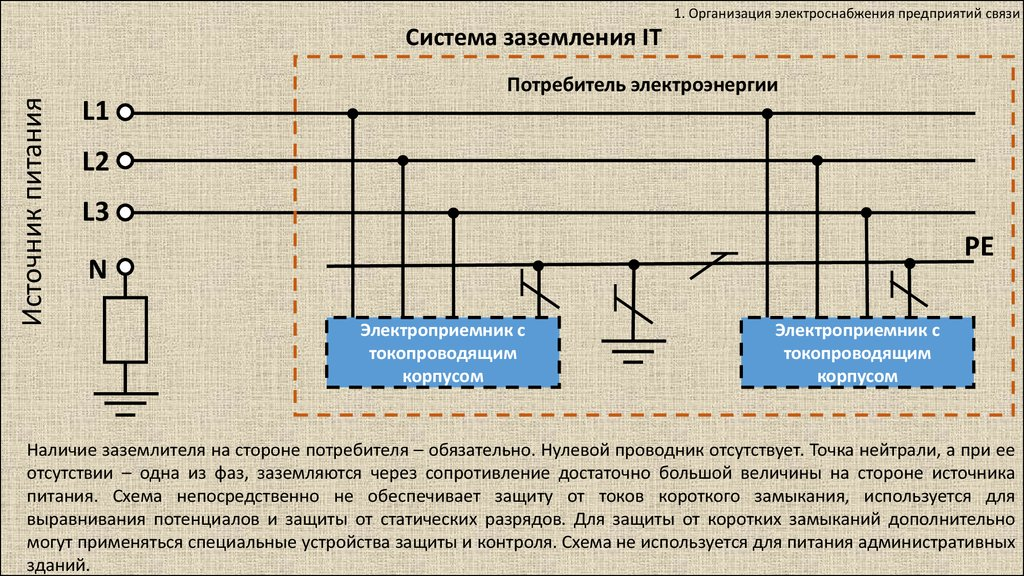 1. Организация электроснабжения предприятий связи
Система заземления IT
Потребитель электроэнергии
Источник питания
L1
L2
L3
N
PE
Электроприемник с
токопроводящим
корпусом
Электроприемник с
токопроводящим
корпусом
Наличие заземлителя на стороне потребителя – обязательно. Нулевой проводник отсутствует. Точка нейтрали, а при ее
отсутствии – одна из фаз, заземляются через сопротивление достаточно большой величины на стороне источника
питания. Схема непосредственно не обеспечивает защиту от токов короткого замыкания, используется для
выравнивания потенциалов и защиты от статических разрядов. Для защиты от коротких замыканий дополнительно
могут применяться специальные устройства защиты и контроля. Схема не используется для питания административных
зданий.